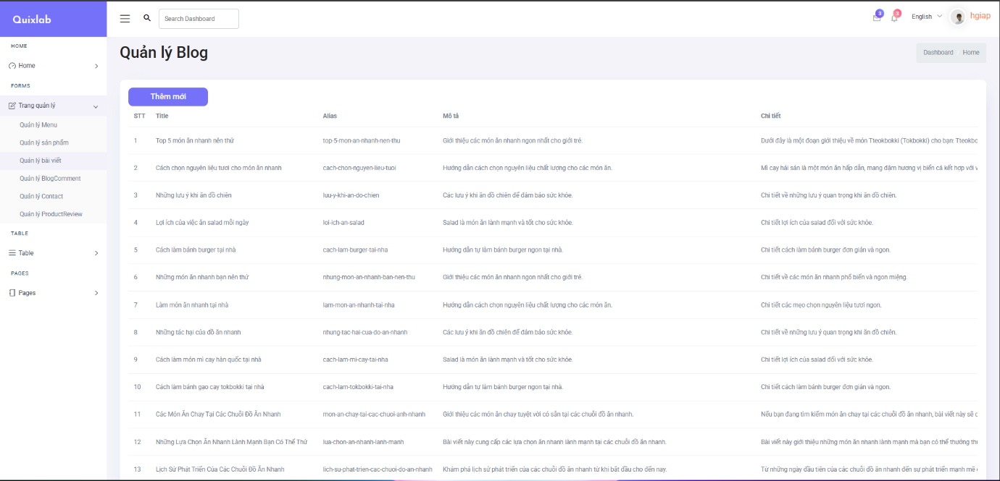 Quixlab
Search Dashboard
3
3
English
hgiap
HOME
Home
FORMS
Trang quản lý
Quản lý Menu
Quản lý sản phẩm
Quản lý bài viết
Quản lý BlogComment
Quản lý Contact
Quản lý ProductReview
TABLE
Table
PAGES
Pages
Quản lý Blog
Dashboard Home
Thêm mới
STT Title Alias Mô tả Chi tiết
1 Top 5 món ăn nhanh nên thử top-5-mon-an-nhanh-nen-thu Giới thiệu các món ăn nhanh ngon nhất cho giới trẻ. Dưới đây là một đoạn giới thiệu về món Tteokbokki (Tokbokki) cho bạn: Tteokbo
2 Cách chọn nguyên liệu tươi cho món ăn nhanh cach-chon-nguyen-lieu-tuoi Hướng dẫn cách chọn nguyên liệu chất lượng cho các món ăn. Mì cay hải sản là một món ăn hấp dẫn, mang đậm hương vị biển cả kết hợp với v
3 Những lưu ý khi ăn đồ chiên luu-y-khi-an-do-chien Các lưu ý khi ăn đồ chiên để đảm bảo sức khỏe. Chi tiết về những lưu ý quan trọng khi ăn đồ chiên.
4 Lợi ích của việc ăn salad mỗi ngày loi-ich-an-salad Salad là món ăn lành mạnh và tốt cho sức khỏe. Chi tiết lợi ích của salad đối với sức khỏe.
5 Cách làm bánh burger tại nhà cach-lam-burger-tai-nha Hướng dẫn tự làm bánh burger ngon tại nhà. Chi tiết cách làm bánh burger đơn giản và ngon.
6 Những món ăn nhanh bạn nên thử nhung-mon-an-nhanh-ban-nen-thu Giới thiệu các món ăn nhanh ngon nhất cho giới trẻ. Chi tiết về các món ăn nhanh phổ biến và ngon miệng.
7 Làm món ăn nhanh tại nhà lam-mon-an-nhanh-tai-nha Hướng dẫn cách chọn nguyên liệu chất lượng cho các món ăn. Chi tiết các mẹo chọn nguyên liệu tươi ngon.
8 Những tác hại của đồ ăn nhanh nhung-tac-hai-cua-do-an-nhanh Các lưu ý khi ăn đồ chiên để đảm bảo sức khỏe. Chi tiết về những lưu ý quan trọng khi ăn đồ chiên.
9 Cách làm món mì cay hàn quốc tại nhà cach-lam-mi-cay-tai-nha Salad là món ăn lành mạnh và tốt cho sức khỏe. Chi tiết lợi ích của salad đối với sức khỏe.
10 Cách làm bánh gạo cay tokbokki tại nhà cach-lam-tokbokki-tai-nha Hướng dẫn tự làm bánh burger ngon tại nhà. Chi tiết cách làm bánh burger đơn giản và ngon.
11 Các Món Ăn Chay Tại Các Chuỗi Đồ Ăn Nhanh mon-an-chay-tai-cac-chuoi-anh-nhanh Giới thiệu các món ăn chay tuyệt vời có sẵn tại các chuỗi đồ ăn nhanh. Nếu bạn đang tìm kiếm món ăn chay tại các chuỗi đồ ăn nhanh, bài viết này sẽ c
12 Những Lựa Chọn Ăn Nhanh Lành Mạnh Bạn Có Thể Thử lua-chon-an-nhanh-lanh-manh Bài viết này cung cấp các lựa chọn ăn nhanh lành mạnh tại các chuỗi đồ ăn nhanh. Bài viết này giới thiệu những món ăn nhanh lành mạnh mà bạn có thể thưởng thu
13 Lịch Sử Phát Triển Của Các Chuỗi Đồ Ăn Nhanh lich-su-phat-trien-cac-chuoi-do-an-nhanh Khám phá lịch sử phát triển của các chuỗi đồ ăn nhanh từ khi bắt đầu cho đến nay. Từ những ngày đầu tiên của các chuỗi đồ ăn nhanh đến sự phát triển mạnh mẽ c